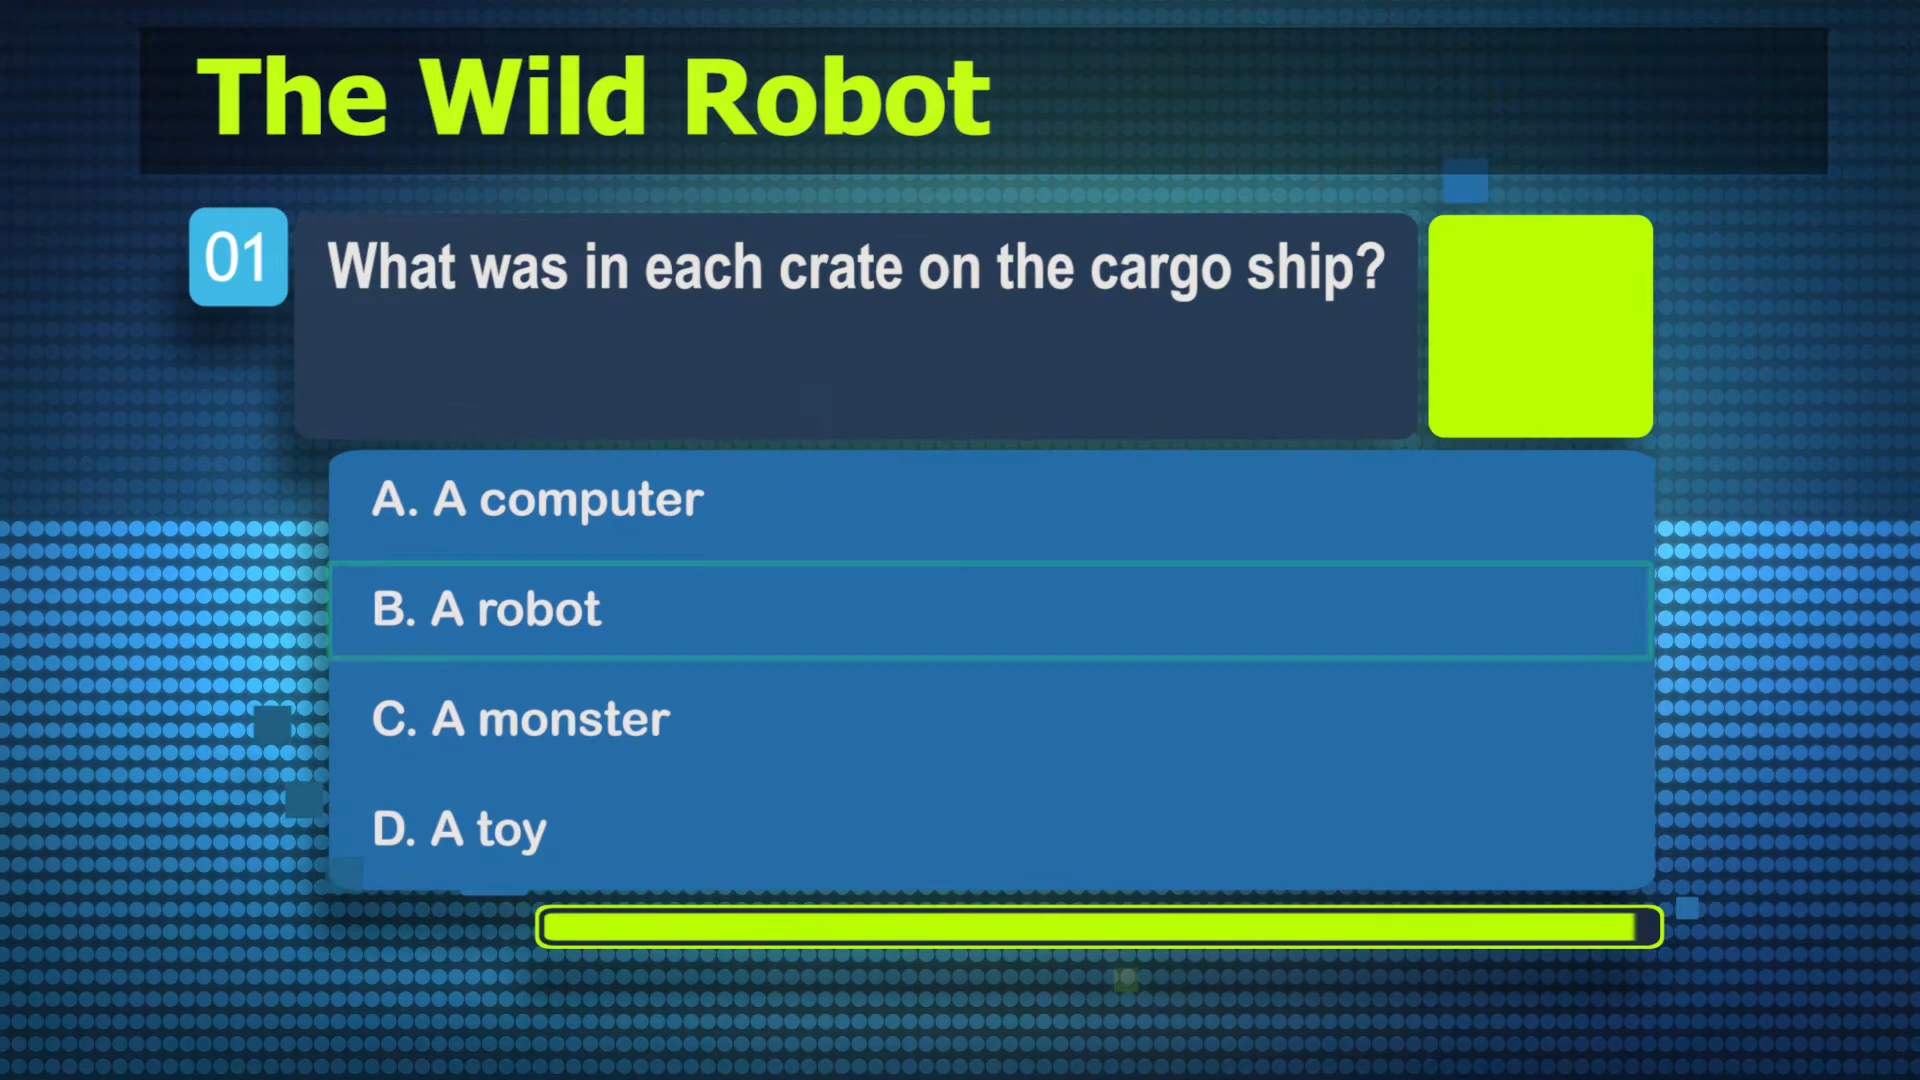 The Wild Robot
01
What was in each crate on the cargo ship?
A. A computer
B. A robot
C. A monster
D. A toy